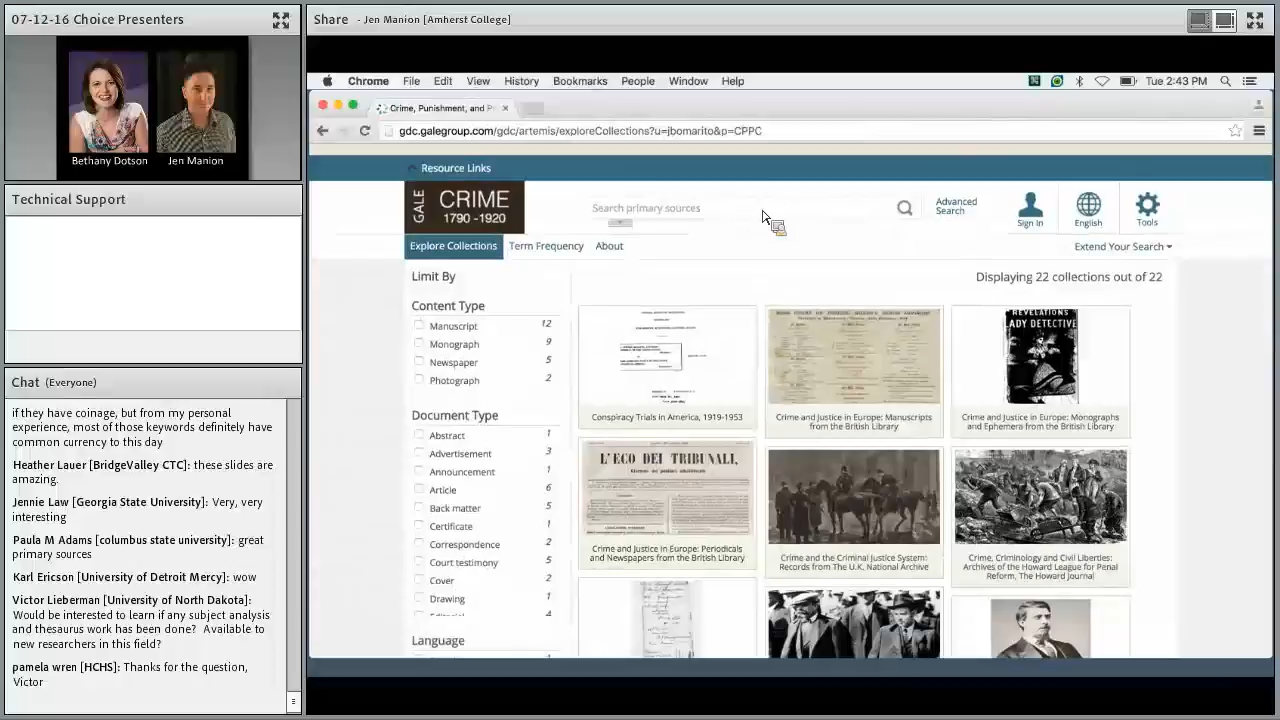 07-12-16 Choice Presenters
Bethany Dotson
Jen Manion
Technical Support
Chat (Everyone)
if they have coinage, but from my personal
experience, most of those keywords definitely have
common currency to this day
Heather Lauer [BridgeValley CTC]: these slides are
amazing.
Jennie Law [Georgia State University]: Very, very
interesting
Paula M Adams [columbus state university]: great
primary sources
Karl Ericson [University of Detroit Mercy]: wow
Victor Lieberman [University of North Dakota]:
Would be interested to earn if any subject analysis
and thesaurus work has been done? Available to
new researchers in this field?
pamela wren [HCHS]: Thanks for the question,
Victor
Share - Jen Manion [Amherst College]
Chrome File Edit View History Bookmarks People Window Help
Tue 2:43 PM
Crime, Punishment, and P
gdc.galegroup.com/gdc/artemis/exploreCollections?u=jbomarito&p=CPPC
Resource Links
GALE
CRIME
1790-1920
Search primary sources
Advanced
Search
Sign In
English
Tools
Explore Collections
Term Frequency
About
Extend Your Search
Limit By
Displaying 22 collections out of 22
Content Type
Manuscript 12
Monograph 9
Newspaper 5
Photograph 2
Document Type
Abstract 1
Advertisement 3
Announcement 1
Article 6
Back matter 5
Certificate 1
Correspondence 2
Court testimony 5
Cover 2
Drawing 1
Editorial 4
Language
Conspiracy Trials in America, 1919-1953
Crime and Justice in Europe: Manuscripts
from the British Library
REVELATIONS
ADY DETECTIVE
Crime and Justice in Europe: Monographs
and Ephemera from the British Library
L'ECO DEI TRIBUNALI,
Crime and Justice in Europe: Periodicals
and Newspapers from the British Library
Crime and the Criminal Justice System:
Records from The U.K. National Archive
Crime, Criminology and Civil Liberties:
Archives of the Howard League for Penal
Reform, The Howard Journal